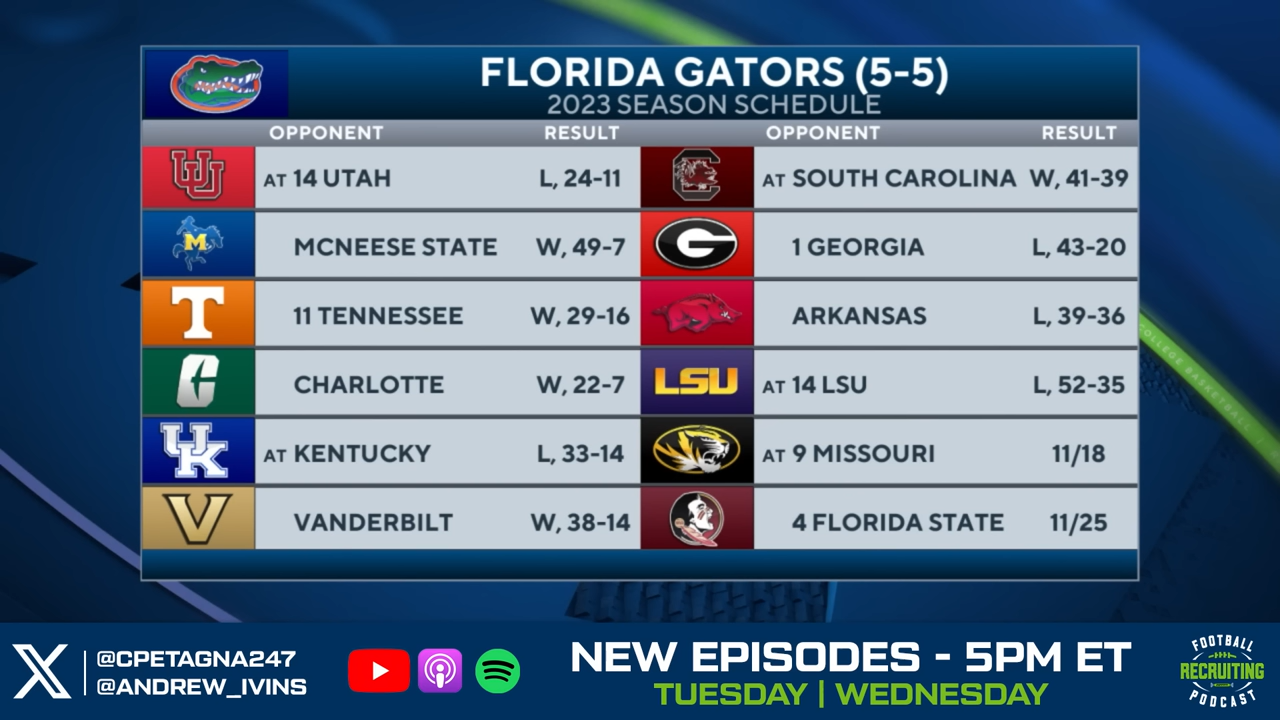 FLORIDA GATORS (5-5)
2023 SEASON SCHEDULE
OPPONENT RESULT OPPONENT RESULT
AT 14 UTAH L, 24-11
MCNEESE STATE W, 49-7
11 TENNESSEE W, 29-16
CHARLOTTE W, 22-7
AT KENTUCKY L, 33-14
VANDERBILT W, 38-14
AT SOUTH CAROLINA W, 41-39
1 GEORGIA L, 43-20
ARKANSAS L, 39-36
LSU AT 14 LSU L, 52-35
AT 9 MISSOURI 11/18
4 FLORIDA STATE 11/25
COLLEGE BASKETBALL
@CPETAGNA247
@ANDREW_IVINS
NEW EPISODES - 5PM ET
TUESDAY | WEDNESDAY
FOOTBALL
RECRUITING
PODCAST